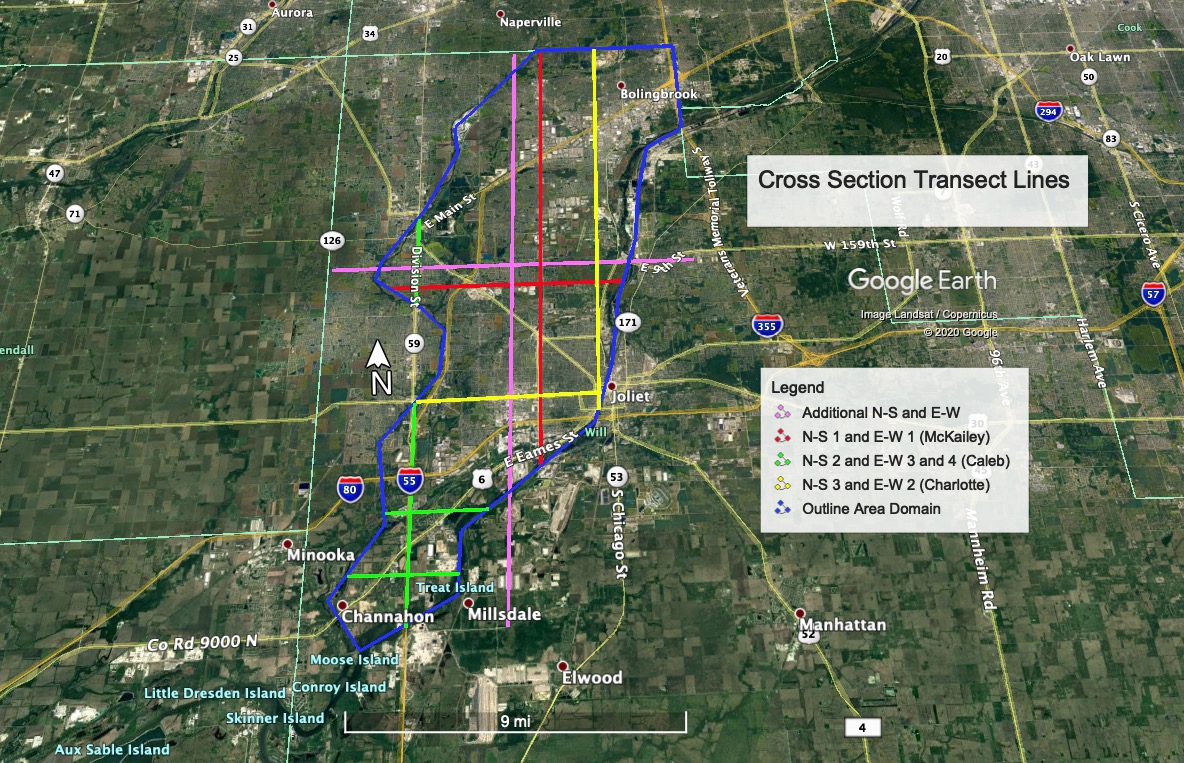 Aurora
Naperville
31
34
25
Cook
20
Oak Lawn
50
Bolingbrook
294
83
47
43
Cross Section Transect Lines
71
E Main St
S Veterans Memorial Tollway
Wolf Rd
S Cicero Ave
126
W 159th St
E 9th St
Division St
Google Earth
57
Image Landsat / Copernicus
© 2020 Google
171
355
59
endall
Harlem Ave
96th Ave
N
Legend
Additional N-S and E-W
N-S 1 and E-W 1 (McKailey)
N-S 2 and E-W 3 and 4 (Caleb)
N-S 3 and E-W 2 (Charlotte)
Outline Area Domain
Joliet
30
Will
E Eames St
80
55
6
53
45
S Chicago St
Mannheim Rd
Minooka
Treat Island
Channahon
Millsdale
Manhattan
52
Co Rd 9000 N
Moose Island
Elwood
Conroy Island
Little Dresden Island
Skinner Island
9 mi
4
Aux Sable Island